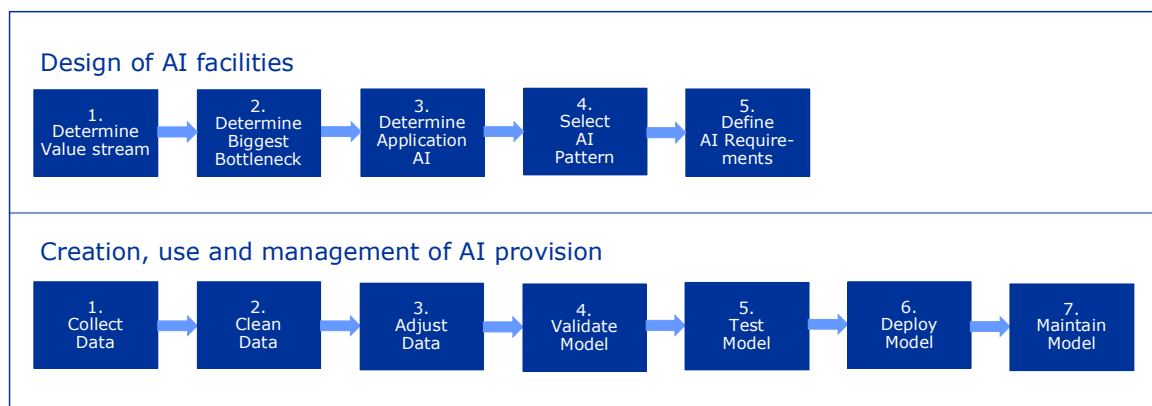 Design of AI facilities
1.
Determine
Value stream
2.
Determine
Biggest
Bottleneck
3.
Determine
Application
AI
4.
Select
AI
Pattern
5.
Define
AI Require-
ments
Creation, use and management of AI provision
1.
Collect
Data
2.
Clean
Data
3.
Adjust
Data
4.
Validate
Model
5.
Test
Model
6.
Deploy
Model
7.
Maintain
Model